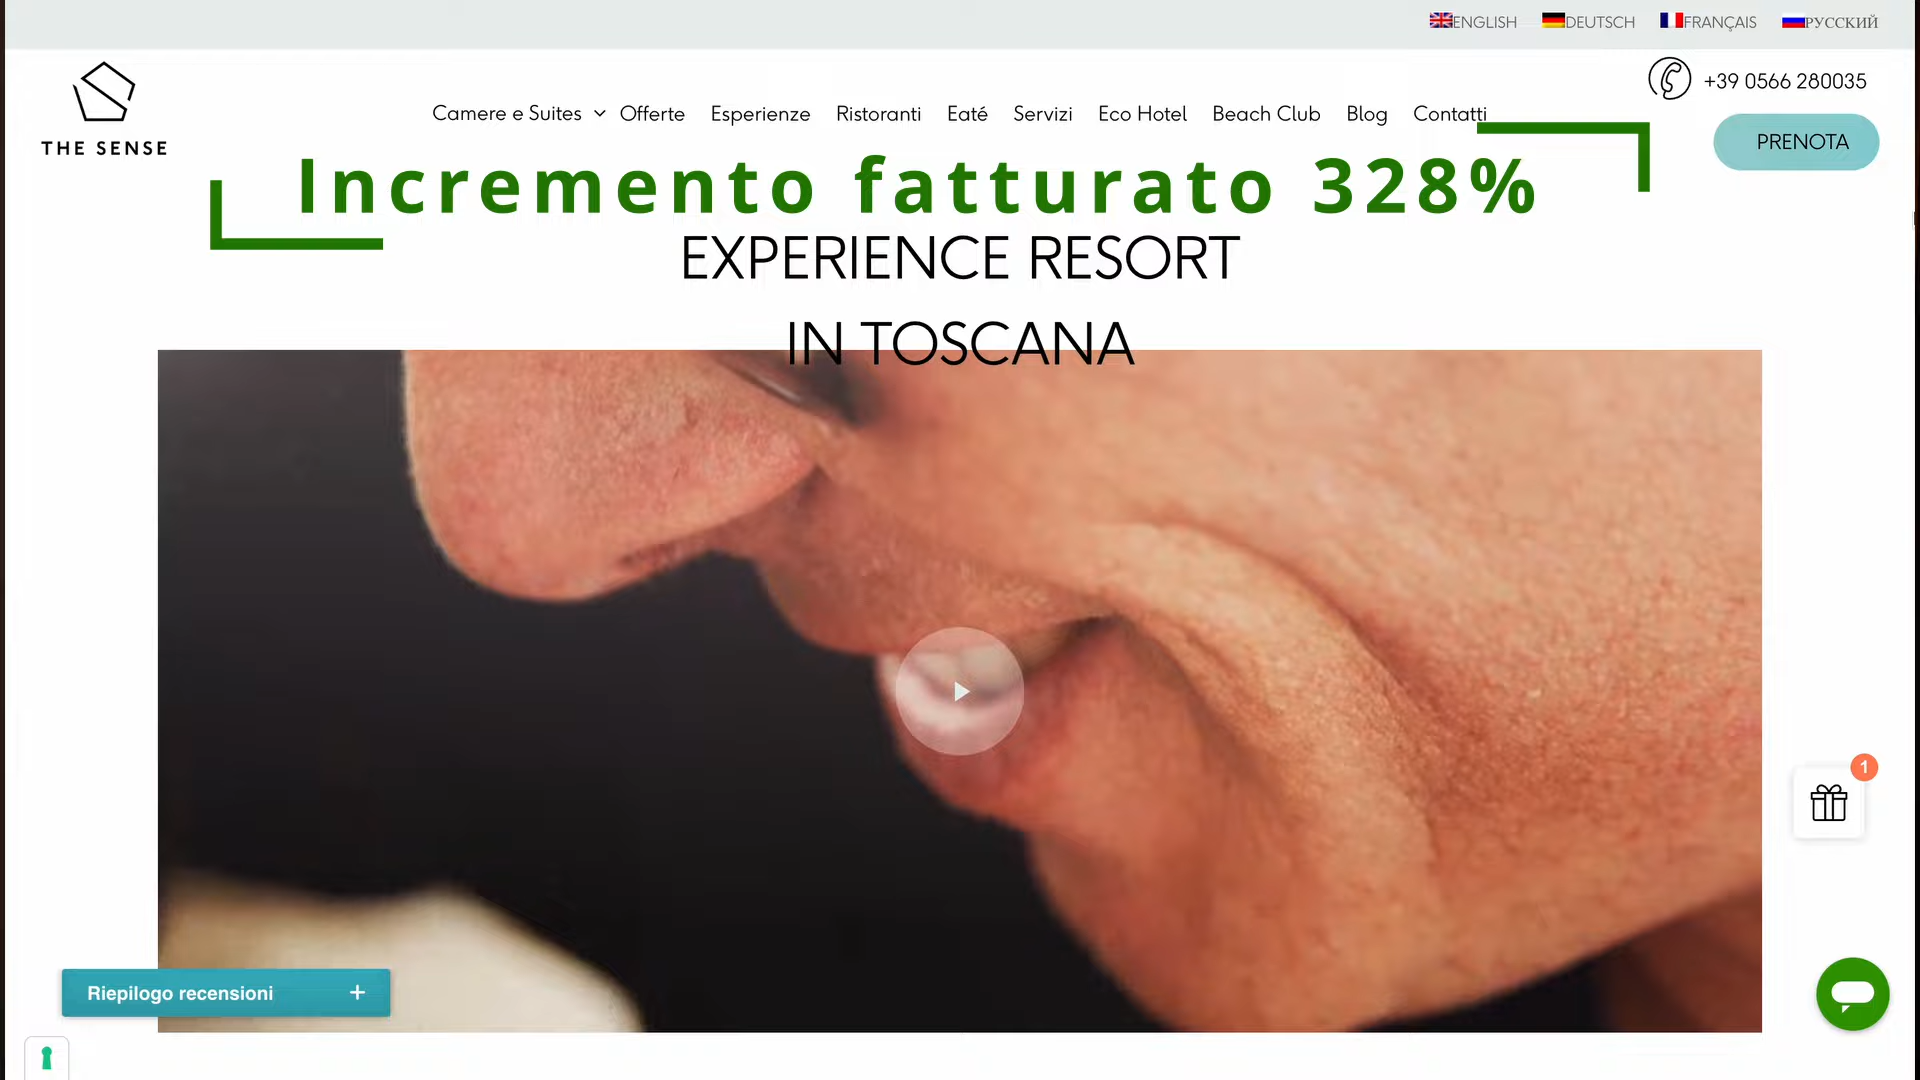 ENGLISH DEUTSCH FRANÇAIS РУССКИЙ
+39 0566 280035
Camere e Suites Offerte Esperienze Ristoranti Eaté Servizi Eco Hotel Beach Club Blog Contatti
PRENOTA
THE SENSE
Incremento fatturato 328%
EXPERIENCE RESORT
IN TOSCANA
1
Riepilogo recensioni +